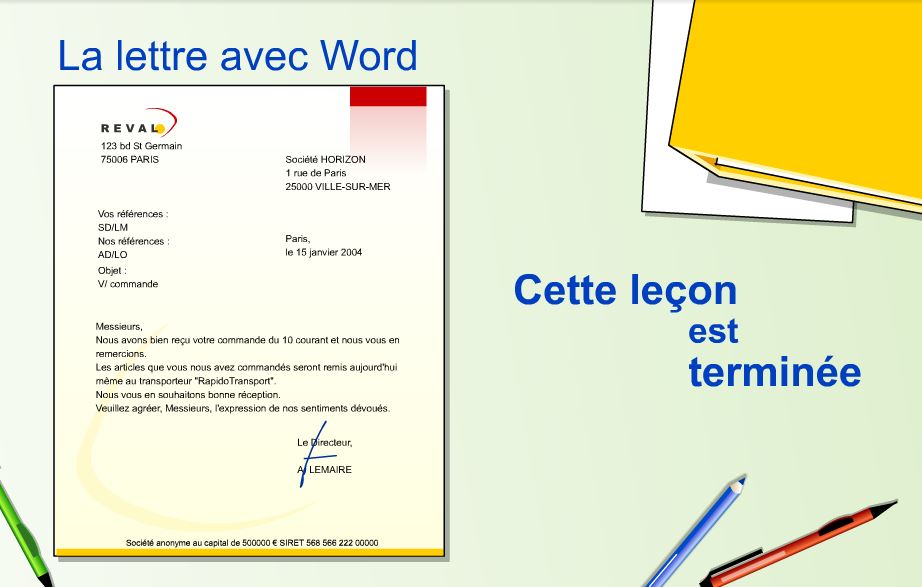 La lettre avec Word
REVAL
123 bd St Germain
75006 PARIS
Société HORIZON
1 rue de Paris
25000 VILLE-SUR-MER
Vos références :
SD/LM
Nos références :
AD/LO
Objet :
V/ commande
Paris,
le 15 janvier 2004
Messieurs,
Nous avons bien reçu votre commande du 10 courant et nous vous en
remercions.
Les articles que vous nous avez commandés seront remis aujourd'hui
même au transporteur "RapidoTransport".
Nous vous en souhaitons bonne réception.
Veuillez agréer, Messieurs, l'expression de nos sentiments dévoués.
Le Directeur,
A. LEMAIRE
Société anonyme au capital de 500000 € SIRET 568 566 222 00000
Cette leçon
est
terminée